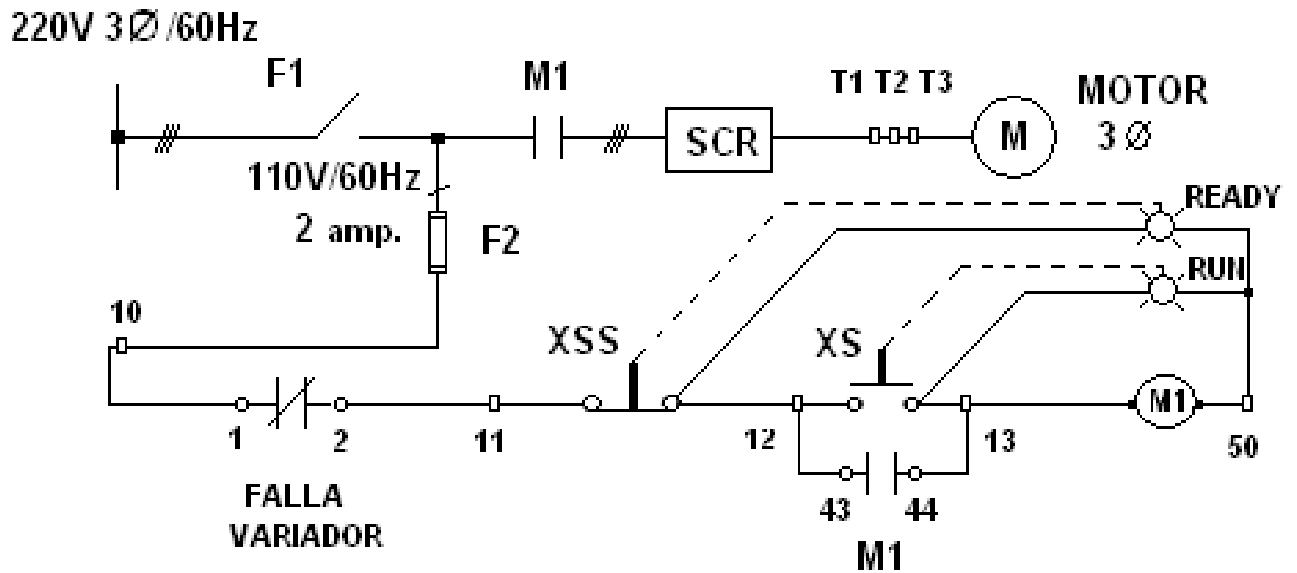 220V 3Ø/60Hz
F1
M1
T1 T2 T3
MOTOR
3 Ø
SCR
M
110V/60Hz
2 amp.
F2
READY
RUN
10
XSS
XS
M1
1
2
11
12
13
50
43
44
FALLA
VARIADOR
M1